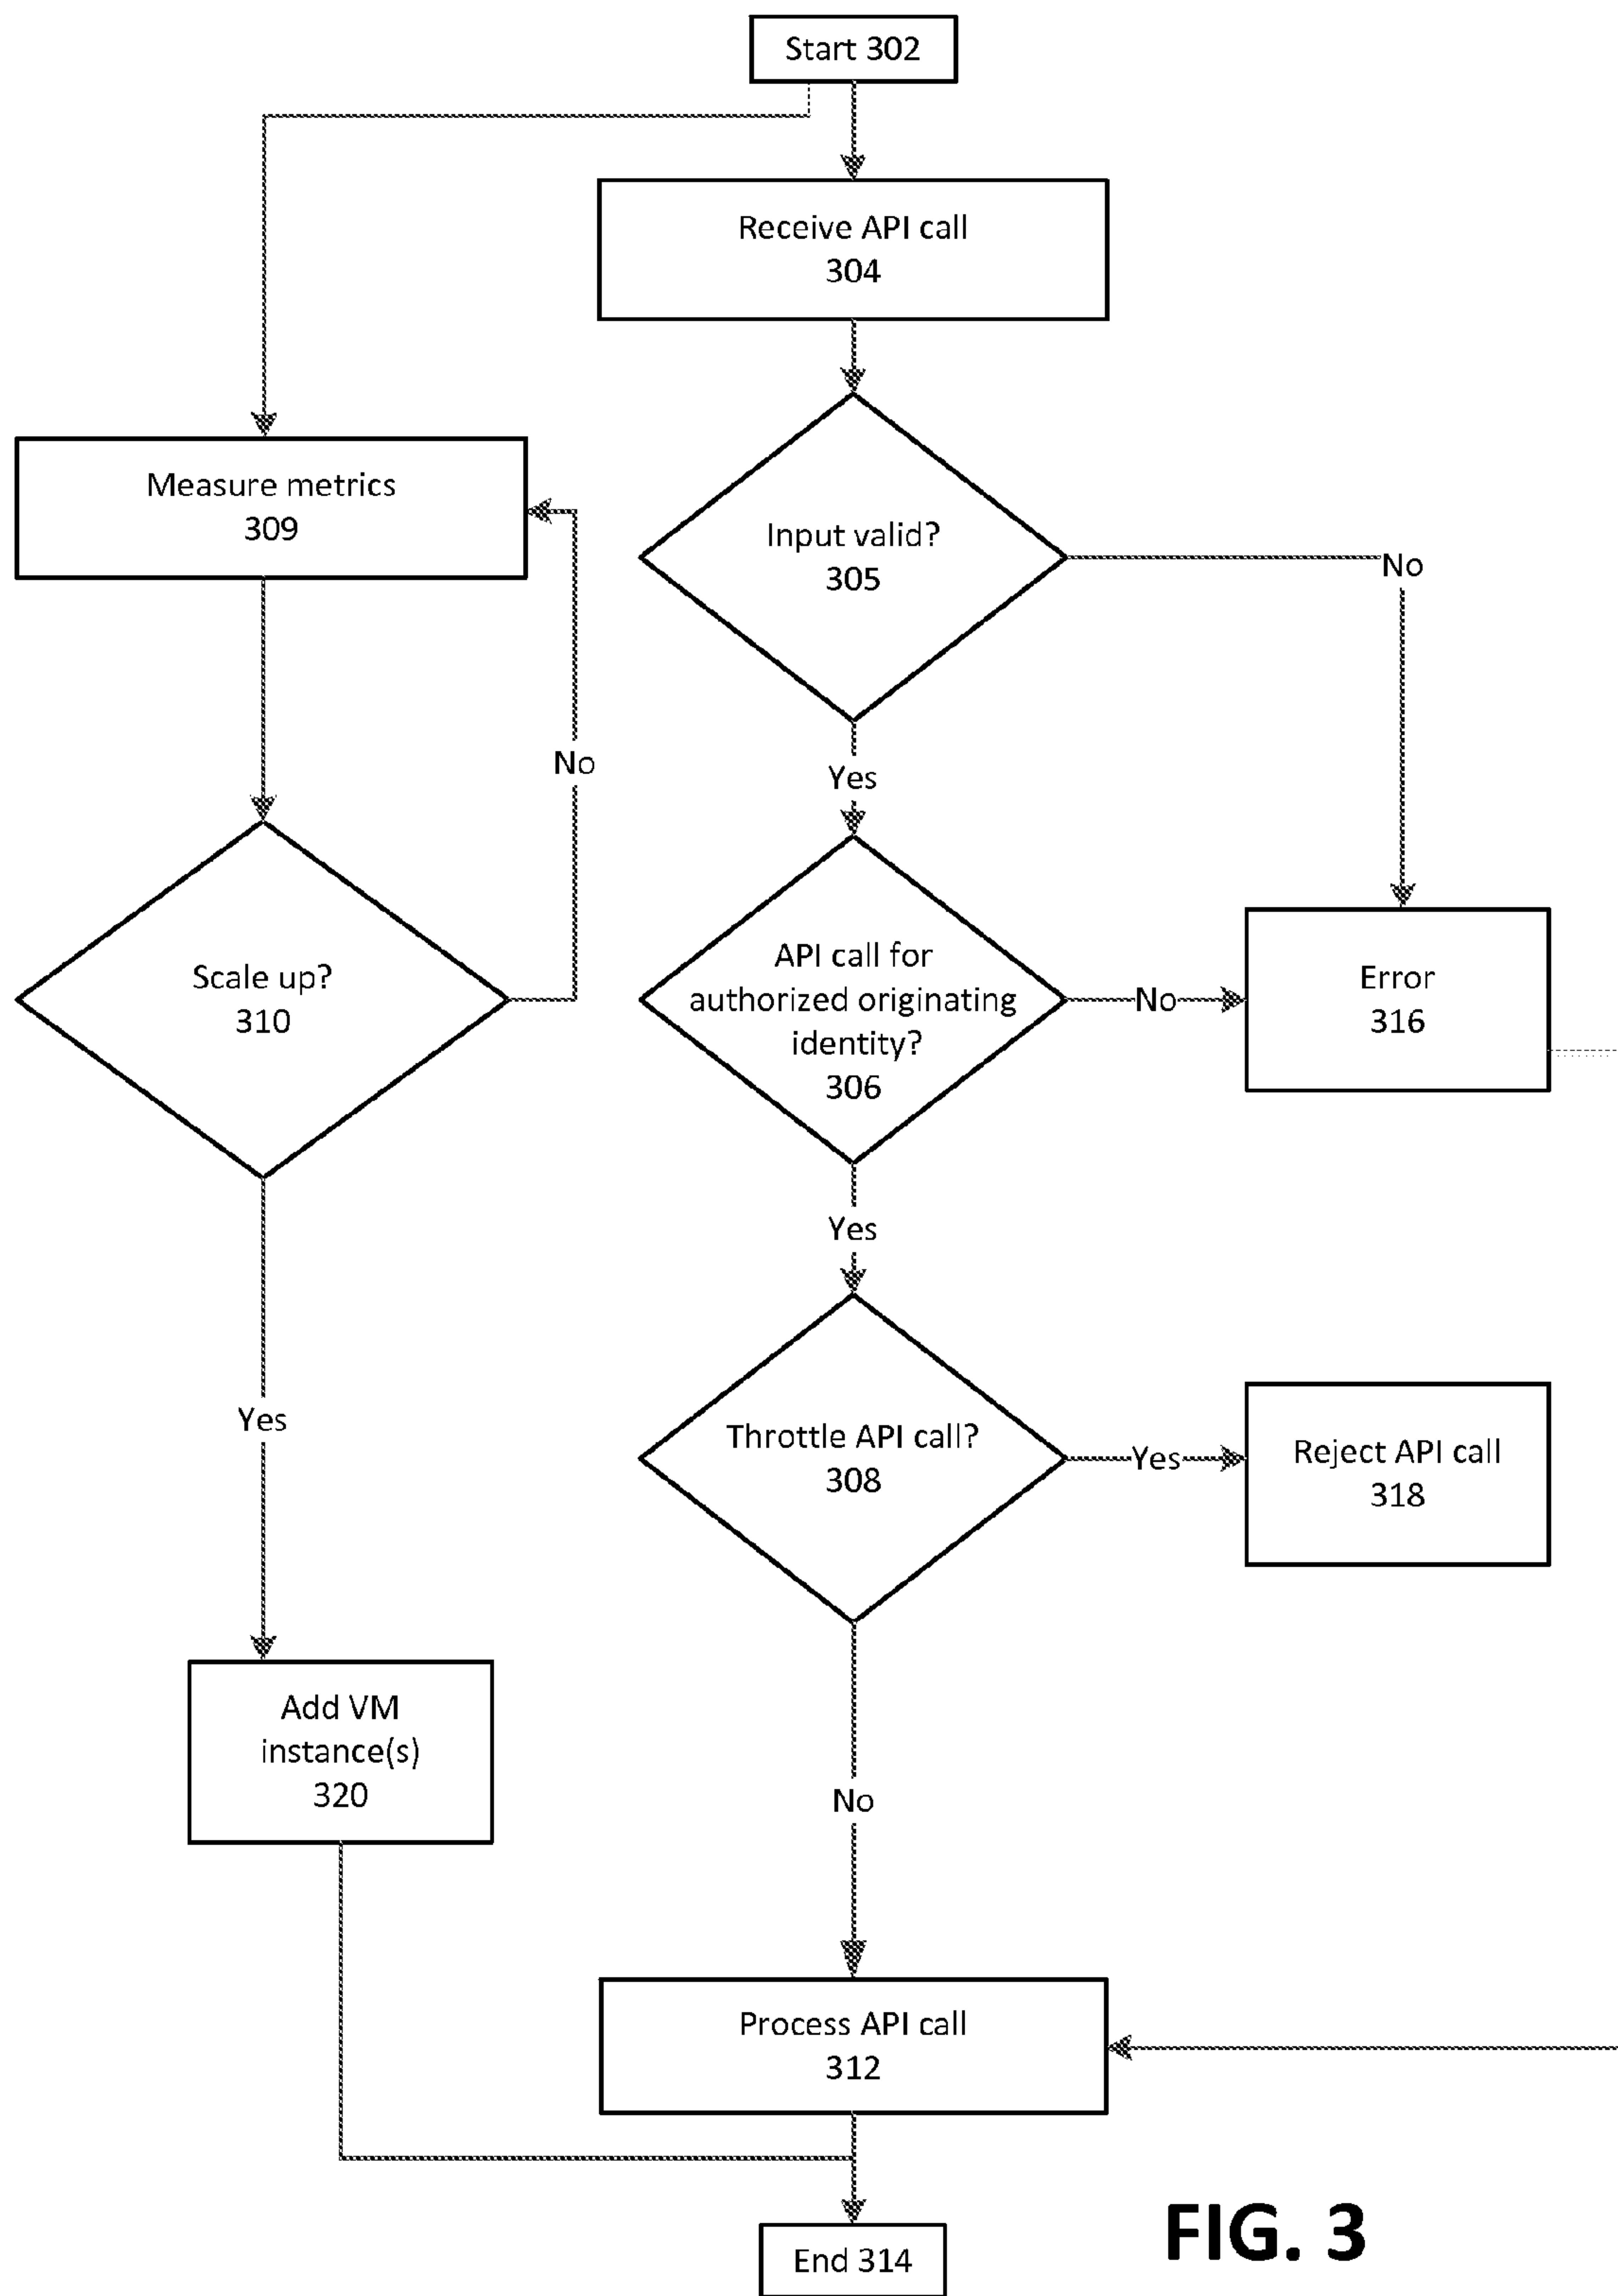 Start 302
Receive API call
304
Measure metrics
309
Input valid?
305
No
No
Yes
Scale up?
310
API call for
authorized originating
identity?
306
No
Error
316
Yes
Yes
Throttle API call?
308
Yes
Reject API call
318
Add VM
instance(s)
320
No
Process API call
312
End 314
FIG. 3